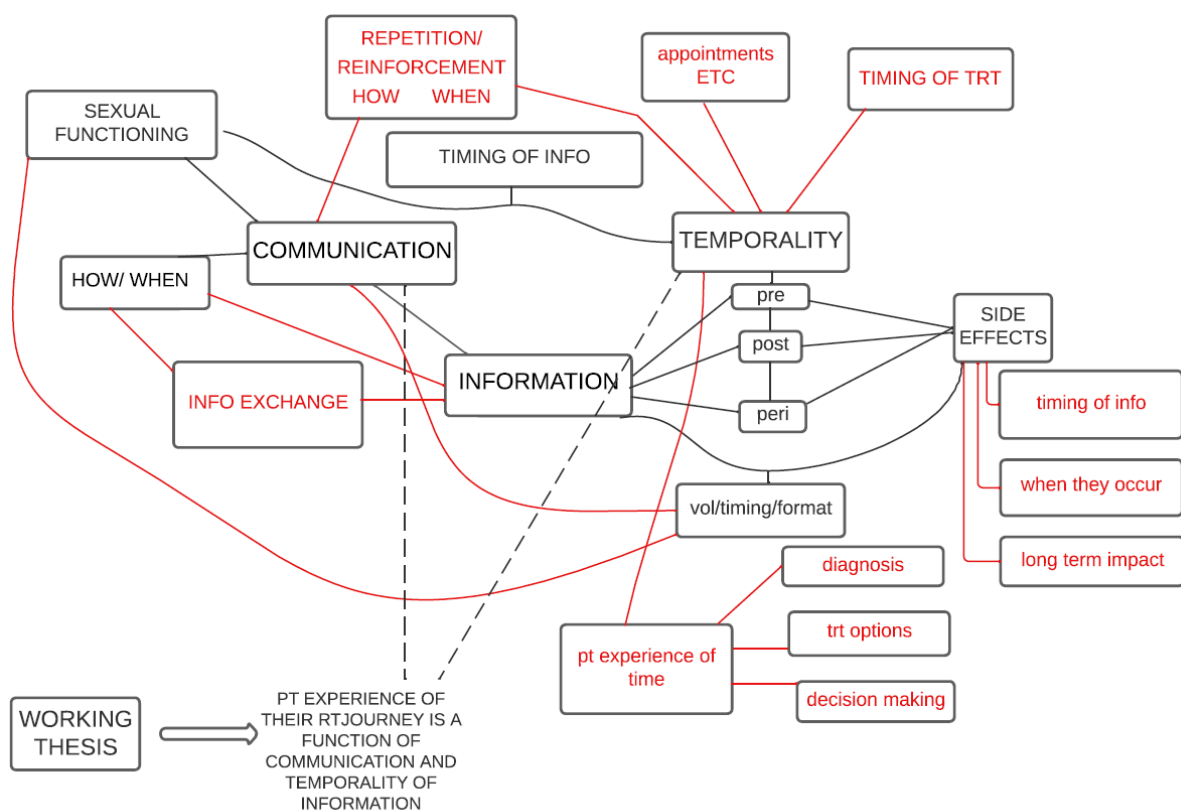 REPETITION/
REINFORCEMENT
HOW WHEN
appointments
ETC
TIMING OF TRT
SEXUAL
FUNCTIONING
TIMING OF INFO
COMMUNICATION
TEMPORALITY
HOW/ WHEN
pre
SIDE
EFFECTS
post
INFORMATION
INFO EXCHANGE
peri
timing of info
when they occur
vol/timing/format
long term impact
diagnosis
trt options
pt experience of
time
decision making
WORKING
THESIS
PT EXPERIENCE OF
THEIR RTJOURNEY IS A
FUNCTION OF
COMMUNICATION AND
TEMPORALITY OF
INFORMATION